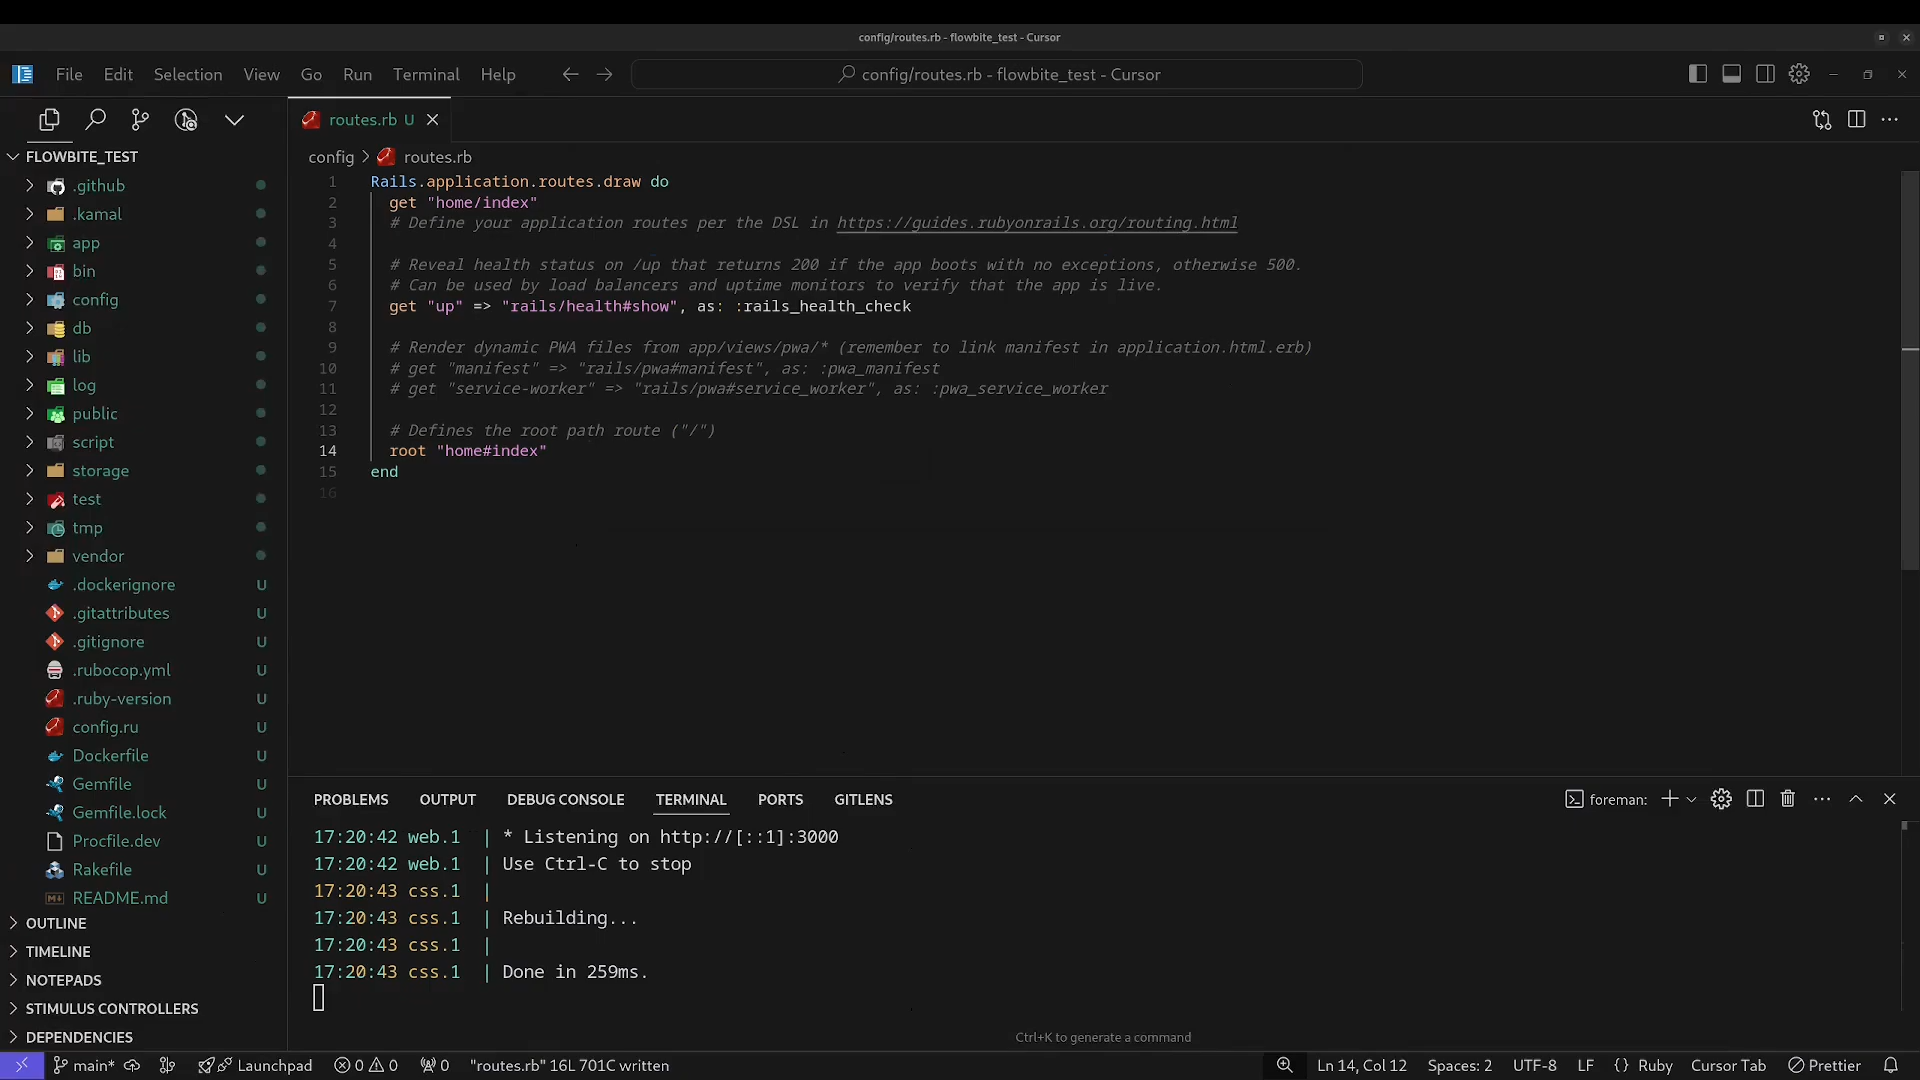 config/routes.rb - flowbite_test - Cursor
File Edit Selection View Go Run Terminal Help
config/routes.rb - flowbite_test - Cursor
routes.rb U
FLOWBITE_TEST
.github
.kamal
app
bin
config
db
lib
log
public
script
storage
test
tmp
vendor
.dockerignore U
.gitattributes U
.gitignore U
.rubocop.yml U
.ruby-version U
config.ru U
Dockerfile U
Gemfile U
Gemfile.lock U
Procfile.dev U
Rakefile U
README.md U
OUTLINE
TIMELINE
NOTEPADS
STIMULUS CONTROLLERS
DEPENDENCIES
config > routes.rb
1 Rails.application.routes.draw do
2 get "home/index"
3 # Define your application routes per the DSL in https://guides.rubyonrails.org/routing.html
4
5 # Reveal health status on /up that returns 200 if the app boots with no exceptions, otherwise 500.
6 # Can be used by load balancers and uptime monitors to verify that the app is live.
7 get "up" => "rails/health#show", as: :rails_health_check
8
9 # Render dynamic PWA files from app/views/pwa/* (remember to link manifest in application.html.erb)
10 # get "manifest" => "rails/pwa#manifest", as: :pwa_manifest
11 # get "service-worker" => "rails/pwa#service_worker", as: :pwa_service_worker
12
13 # Defines the root path route ("/")
14 root "home#index"
15 end
16
PROBLEMS OUTPUT DEBUG CONSOLE TERMINAL PORTS GITLENS
foreman:
17:20:42 web.1 | * Listening on http://[::1]:3000
17:20:42 web.1 | Use Ctrl-C to stop
17:20:43 css.1 |
17:20:43 css.1 | Rebuilding...
17:20:43 css.1 |
17:20:43 css.1 | Done in 259ms.
Ctrl+K to generate a command
main* Launchpad 0 0 0 "routes.rb" 16L 701C written Ln 14, Col 12 Spaces: 2 UTF-8 LF {} Ruby Cursor Tab Prettier